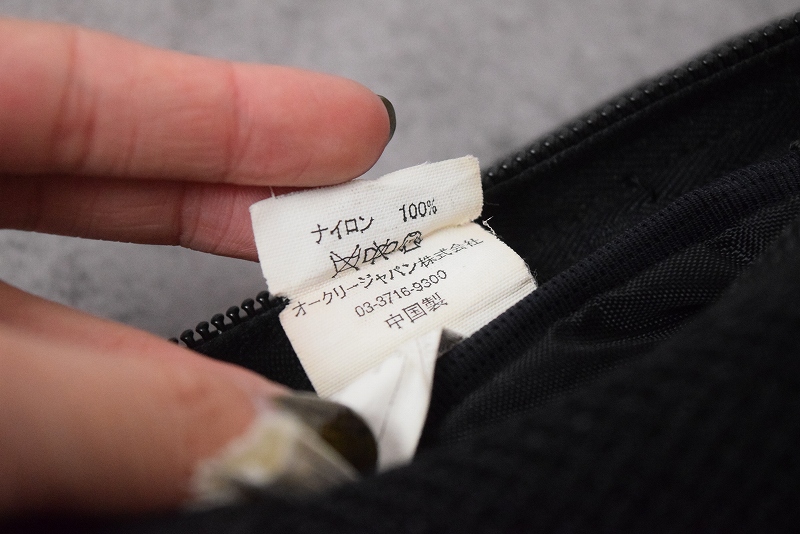 ナイロン 100%
オークリージャパン株式会社
03-3716-9300
中国製